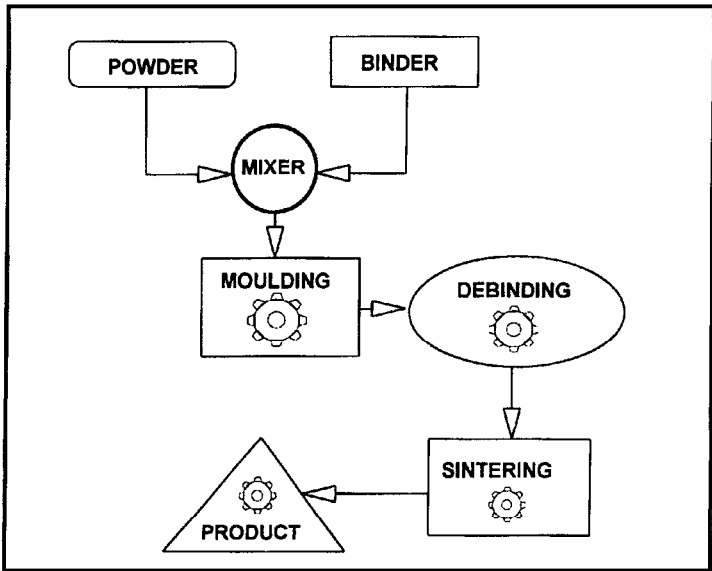 POWDER
BINDER
MIXER
MOULDING
DEBINDING
SINTERING
PRODUCT